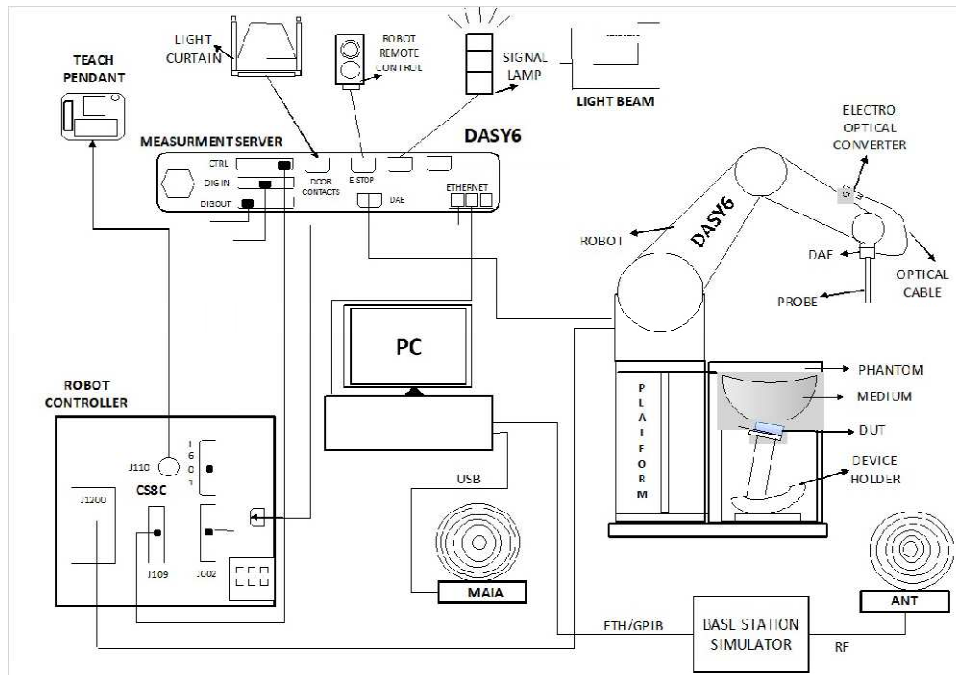 LIGHT
CURTAIN
ROBOT
REMOTE
CONTROL
SIGNAL
LAMP
LIGHT BEAM
TEACH
PENDANT
MEASURMENT SERVER
DASY6
CTRL
DIG IN
DIGOUT
DOOR
CONTACTS
E STOP
DAE
ETHERNET
ELECTRO
OPTICAL
CONVERTER
ROBOT
DASY6
DAE
OPTICAL
CABLE
PROBE
PC
PLATFORM
PHANTOM
MEDIUM
DUT
DEVICE
HOLDER
ROBOT
CONTROLLER
J110
CS8C
J1200
J109
J602
USB
MAIA
ETH/GPIB
BASE STATION
SIMULATOR
RF
ANT